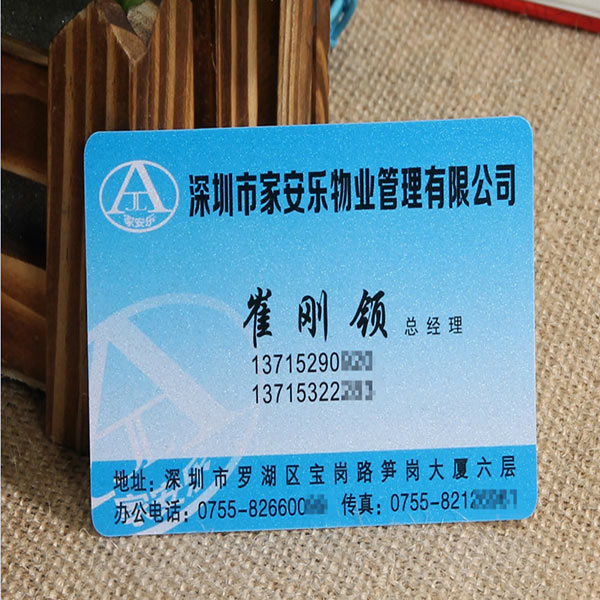 深圳市家安乐物业管理有限公司
家安乐
崔刚领 总经理
13715290
13715322
地址:深圳市罗湖区宝岗路笋岗大厦六层
办公电话:0755-82660 传真:0755-8212